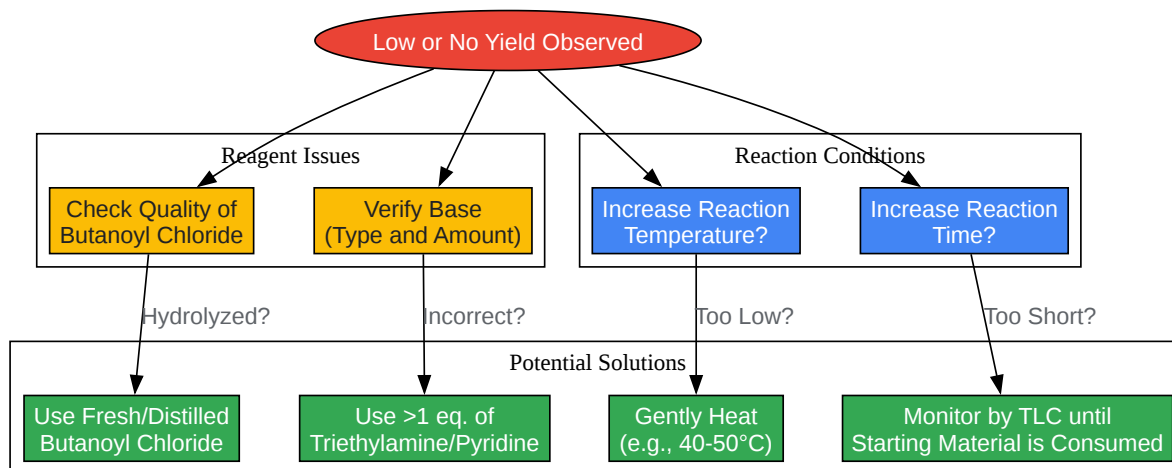 Low or No Yield Observed
Reagent Issues
Reaction Conditions
Check Quality of
Butanoyl Chloride
Verify Base
(Type and Amount)
Increase Reaction
Temperature?
Increase Reaction
Time?
Hydrolyzed?
Incorrect?
Too Low?
Too Short?
Potential Solutions
Use Fresh/Distilled
Butanoyl Chloride
Use >1 eq. of
Triethylamine/Pyridine
Gently Heat
(e.g., 40-50°C)
Monitor by TLC until
Starting Material is Consumed